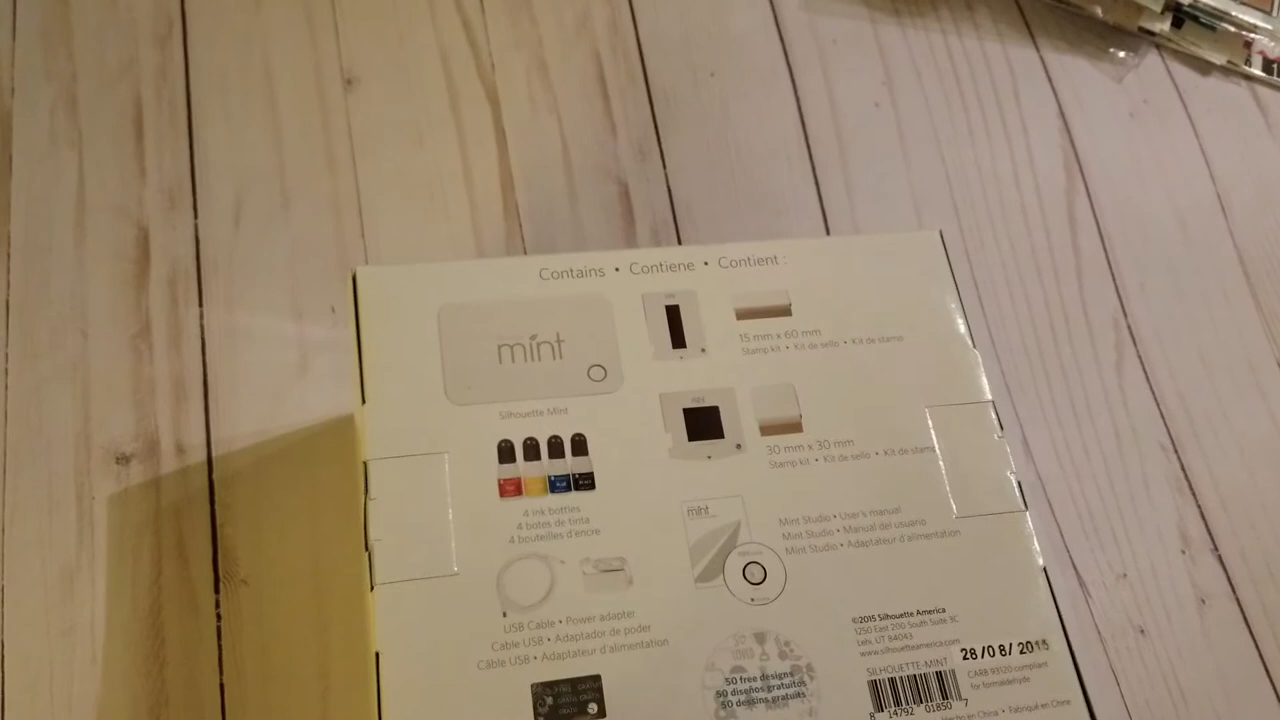 Contains • Contiene • Contient :
mint
Silhouette Mint
15 mm x 60 mm
Stamp kit • Kit de sello • Kit de stamp
30 mm x 30 mm
Stamp kit • Kit de sello • Kit de stamp
4 ink bottles
4 botes de tinta
4 bouteilles d'encre
mint
Mint Studio • User's manual
Mint Studio • Manual del usuario
Mint Studio • Adaptateur d'alimentation
USB Cable • Power adapter
Cable USB • Adaptador de poder
Câble USB • Adaptateur d'alimentation
50 free designs
50 diseños gratuitos
50 dessins gratuits
©2015 Silhouette America
1250 East 200 South Suite 3C
Lehi, UT 84043
www.silhouetteamerica.com
28/08/2015
SILHOUETTE-MINT
CARB 93120 compliant
for formaldehyde
8 14792 01850 7
Hecho en China • Fabriqué en Chine